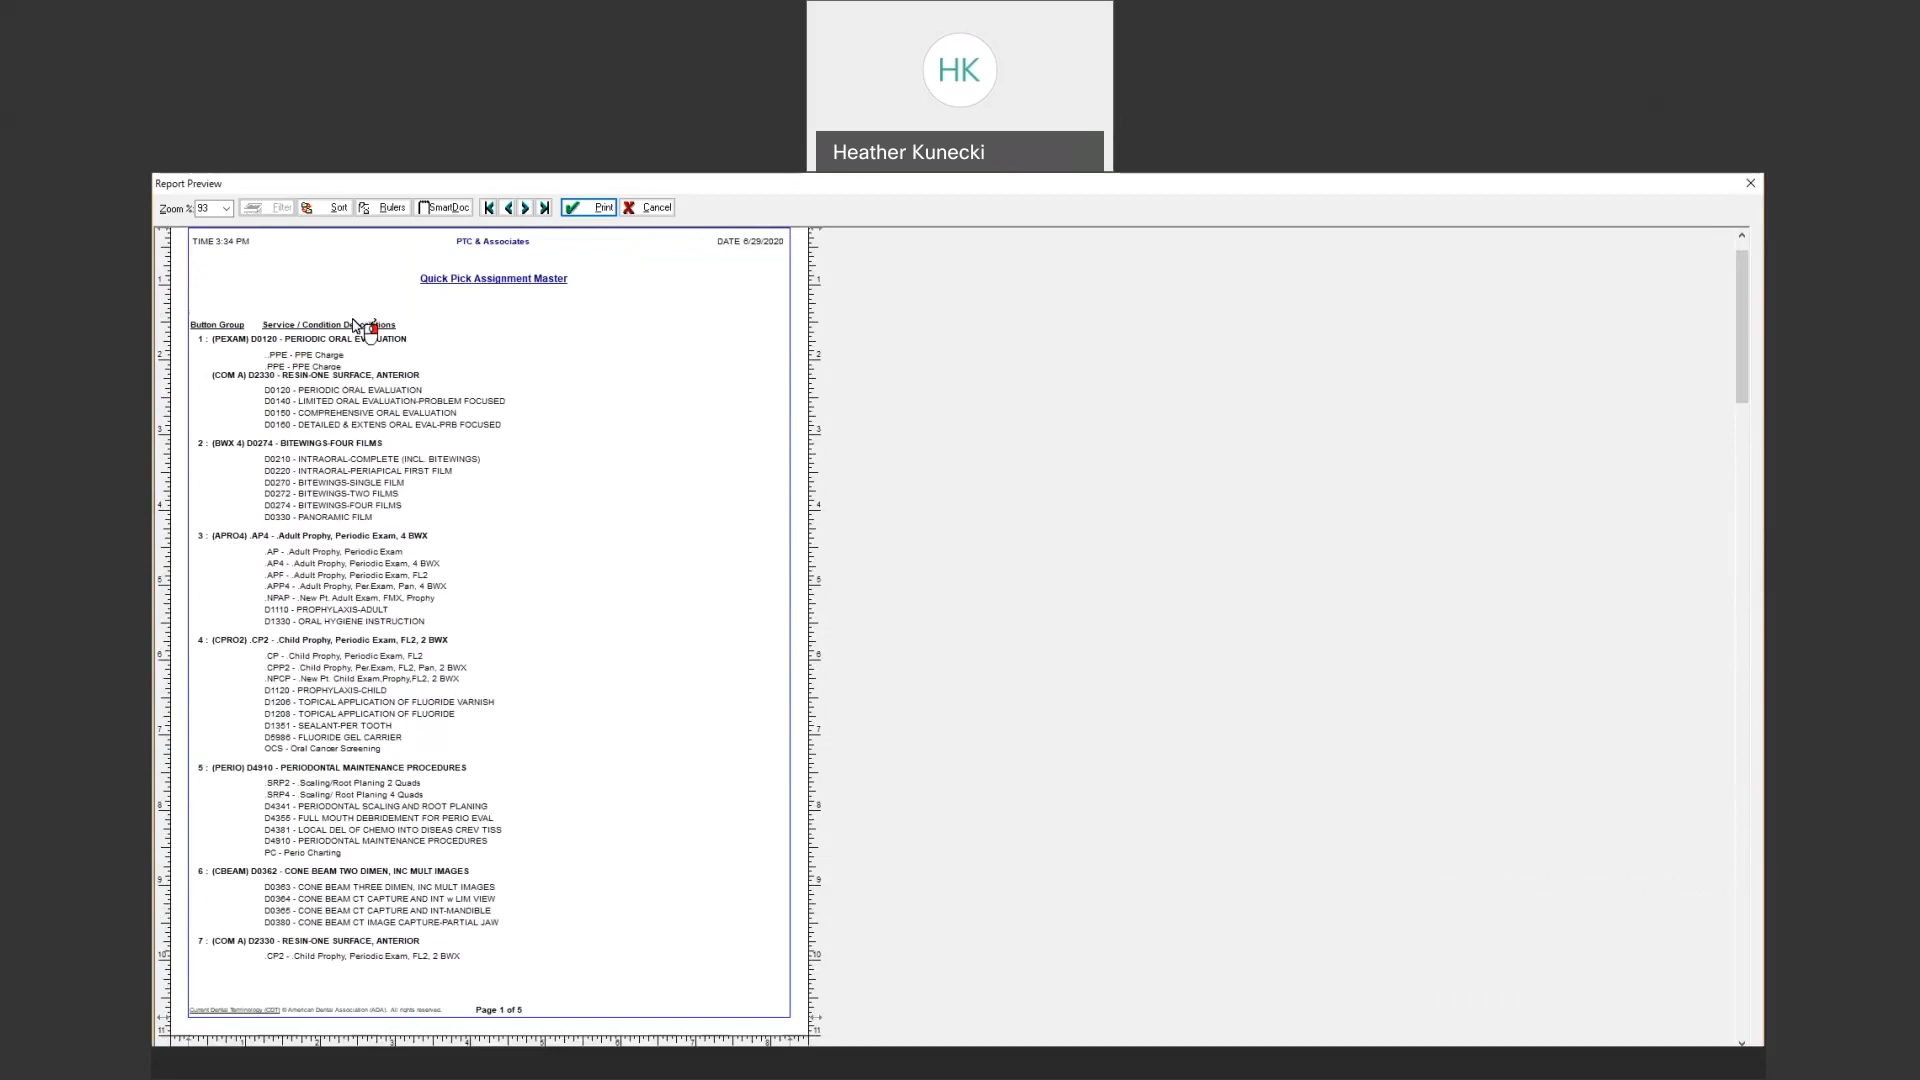 HK
Heather Kunecki
Report Preview
Zoom %: 93 Filter Sort Rulers SmartDoc Print Cancel
TIME 3:34 PM PTC & Associates DATE 6/29/2020
Quick Pick Assignment Master
Button Group Service / Condition
1 : (PEXAM) D0120 - PERIODIC ORAL
.PPE - PPE Charge
.PPE - PPE Charge
(COM A) D2330 - RESIN-ONE SURFACE, ANTERIOR
D0120 - PERIODIC ORAL EVALUATION
D0140 - LIMITED ORAL EVALUATION-PROBLEM FOCUSED
D0150 - COMPREHENSIVE ORAL EVALUATION
D0160 - DETAILED & EXTENS ORAL EVAL-PRB FOCUSED
2 : (BWX 4) D0274 - BITEWINGS-FOUR FILMS
D0210 - INTRAORAL-COMPLETE (INCL. BITEWINGS)
D0220 - INTRAORAL-PERIAPICAL FIRST FILM
D0270 - BITEWINGS-SINGLE FILM
D0272 - BITEWINGS-TWO FILMS
D0274 - BITEWINGS-FOUR FILMS
D0330 - PANORAMIC FILM
3 : (APRO4) .AP4 - .Adult Prophy, Periodic Exam, 4 BWX
.AP - .Adult Prophy, Periodic Exam
.AP4 - .Adult Prophy, Periodic Exam, 4 BWX
.APF - .Adult Prophy, Periodic Exam, FL2
.APP4 - .Adult Prophy, Per.Exam, Pan, 4 BWX
.NPAP - .New Pt. Adult Exam, FMX, Prophy
D1110 - PROPHYLAXIS-ADULT
D1330 - ORAL HYGIENE INSTRUCTION
4 : (CPRO2) .CP2 - .Child Prophy, Periodic Exam, FL2, 2 BWX
.CP - .Child Prophy, Periodic Exam, FL2
.CPP2 - .Child Prophy, Per.Exam, FL2, Pan, 2 BWX
.NPCP - .New Pt. Child Exam,Prophy,FL2, 2 BWX
D1120 - PROPHYLAXIS-CHILD
D1206 - TOPICAL APPLICATION OF FLUORIDE VARNISH
D1208 - TOPICAL APPLICATION OF FLUORIDE
D1351 - SEALANT-PER TOOTH
D5986 - FLUORIDE GEL CARRIER
OCS - Oral Cancer Screening
5 : (PERIO) D4910 - PERIODONTAL MAINTENANCE PROCEDURES
.SRP2 - .Scaling/Root Planing 2 Quads
.SRP4 - .Scaling/ Root Planing 4 Quads
D4341 - PERIODONTAL SCALING AND ROOT PLANING
D4355 - FULL MOUTH DEBRIDEMENT FOR PERIO EVAL
D4381 - LOCAL DEL OF CHEMO INTO DISEAS CREV TISS
D4910 - PERIODONTAL MAINTENANCE PROCEDURES
PC - Perio Charting
6 : (CBEAM) D0362 - CONE BEAM TWO DIMEN, INC MULT IMAGES
D0363 - CONE BEAM THREE DIMEN, INC MULT IMAGES
D0364 - CONE BEAM CT CAPTURE AND INT w LIM VIEW
D0365 - CONE BEAM CT CAPTURE AND INT-MANDIBLE
D0380 - CONE BEAM CT IMAGE CAPTURE-PARTIAL JAW
7 : (COM A) D2330 - RESIN-ONE SURFACE, ANTERIOR
.CP2 - .Child Prophy, Periodic Exam, FL2, 2 BWX
Current Dental Terminology (CDT) © American Dental Association (ADA). All rights reserved. Page 1 of 5